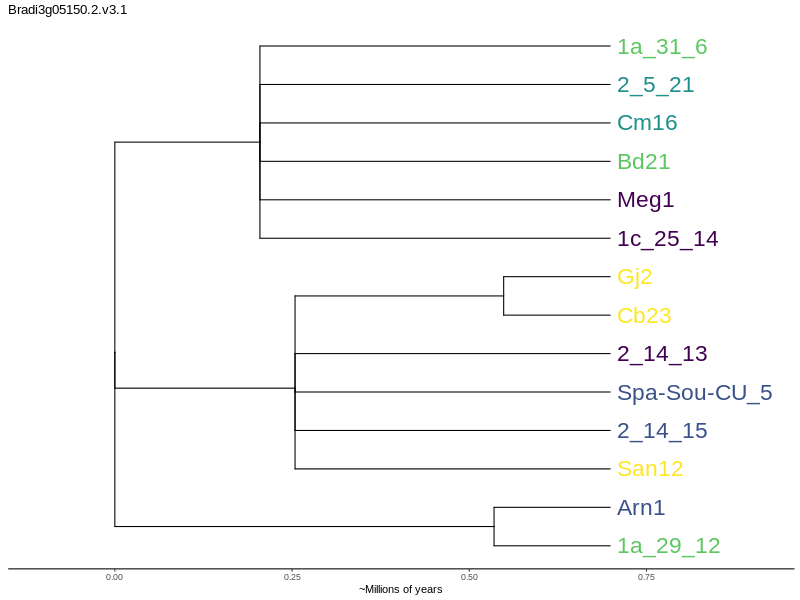 Bradi3g05150.2.v3.1
1a_31_6
2_5_21
Cm16
Bd21
Meg1
1c_25_14
Gj2
Cb23
2_14_13
Spa-Sou-CU_5
2_14_15
San12
Arn1
1a_29_12
0.00 0.25 0.50 0.75
~Millions of years